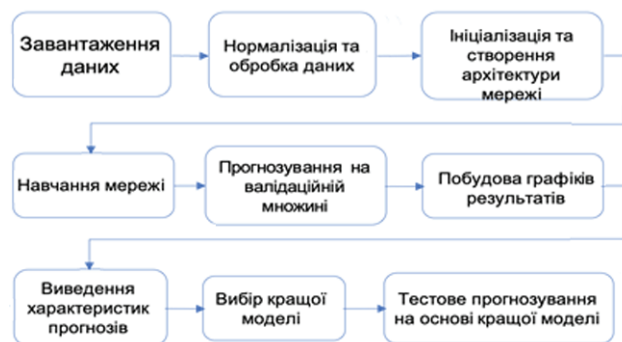 Завантаження
даних
Нормалізація та
обробка даних
Ініціалізація та
створення
архітектури
мережі
Навчання мережі
Прогнозування на
валідаційній
множині
Побудова графіків
результатів
Виведення
характеристик
прогнозів
Вибір кращої
моделі
Тестове прогнозування
на основі кращої моделі